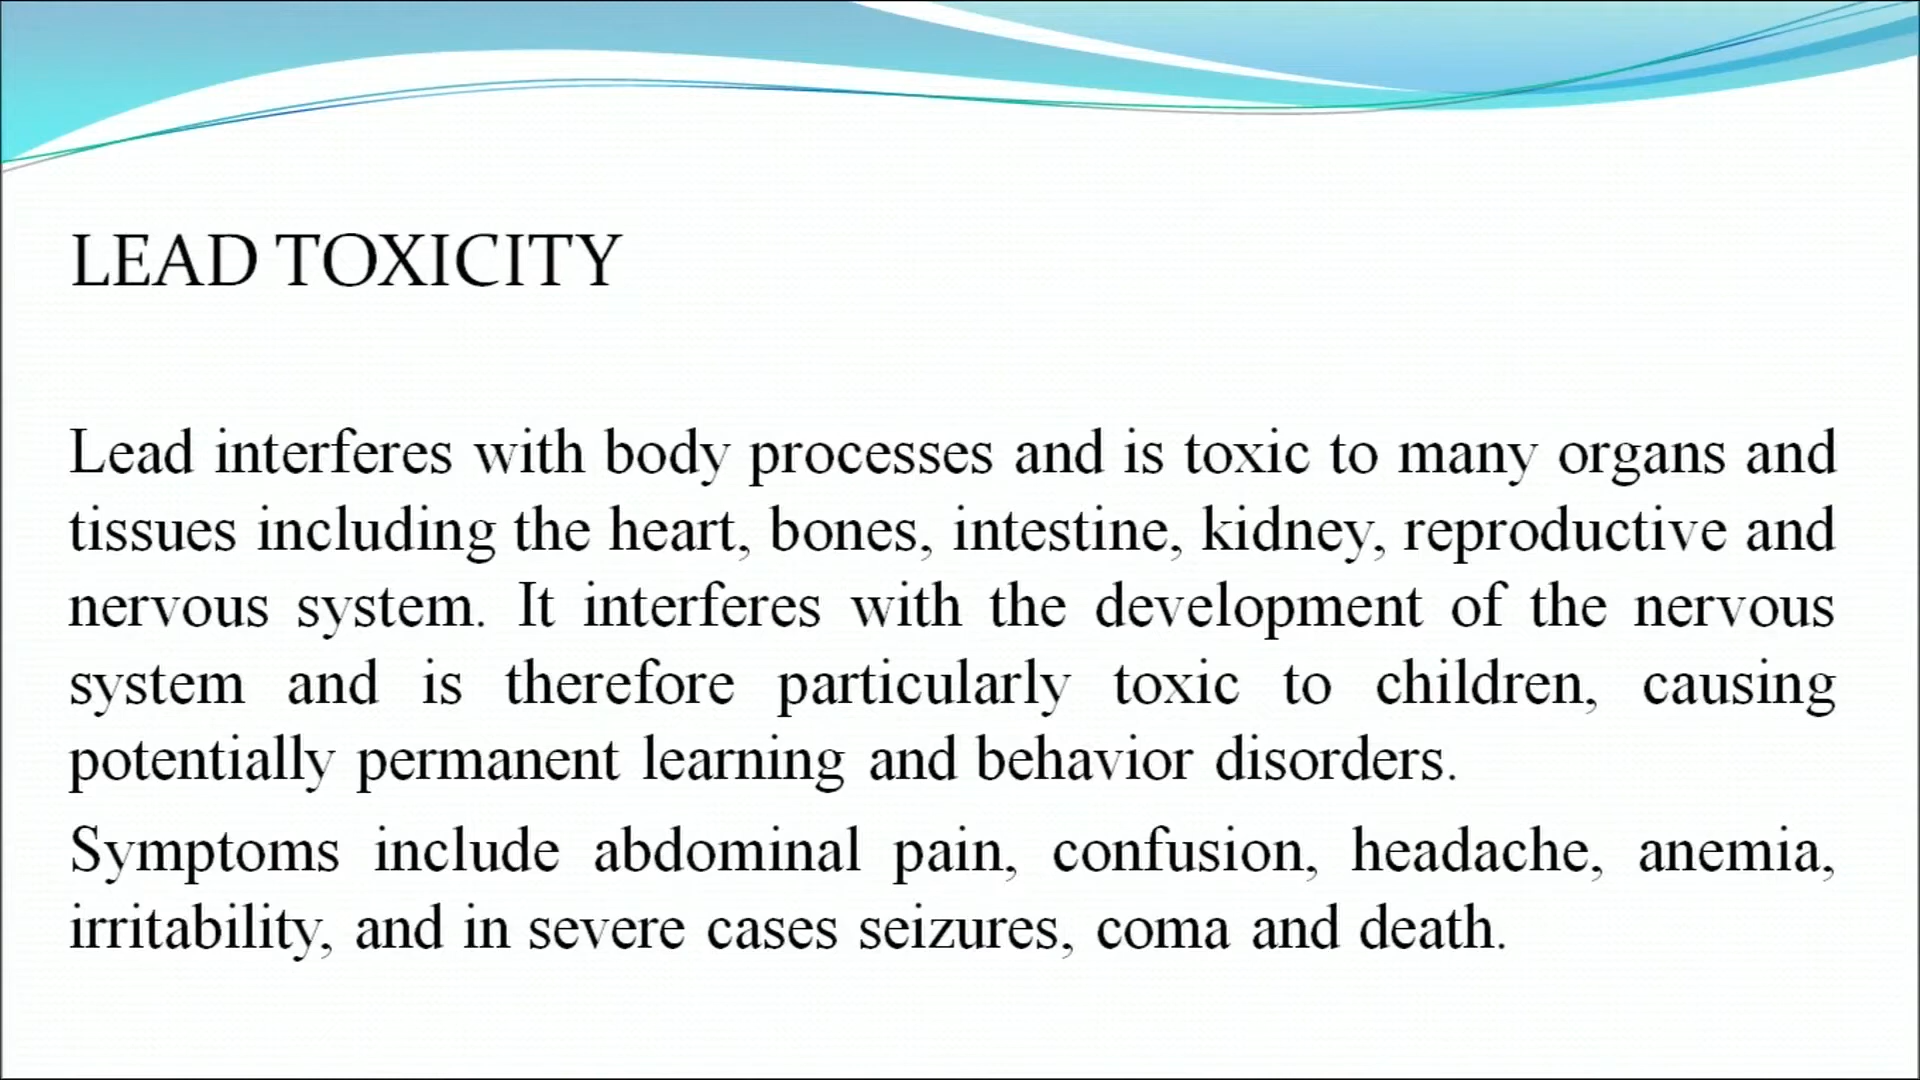 LEAD TOXICITY
Lead interferes with body processes and is toxic to many organs and
tissues including the heart, bones, intestine, kidney, reproductive and
nervous system. It interferes with the development of the nervous
system and is therefore particularly toxic to children, causing
potentially permanent learning and behavior disorders.
Symptoms include abdominal pain, confusion, headache, anemia,
irritability, and in severe cases seizures, coma and death.